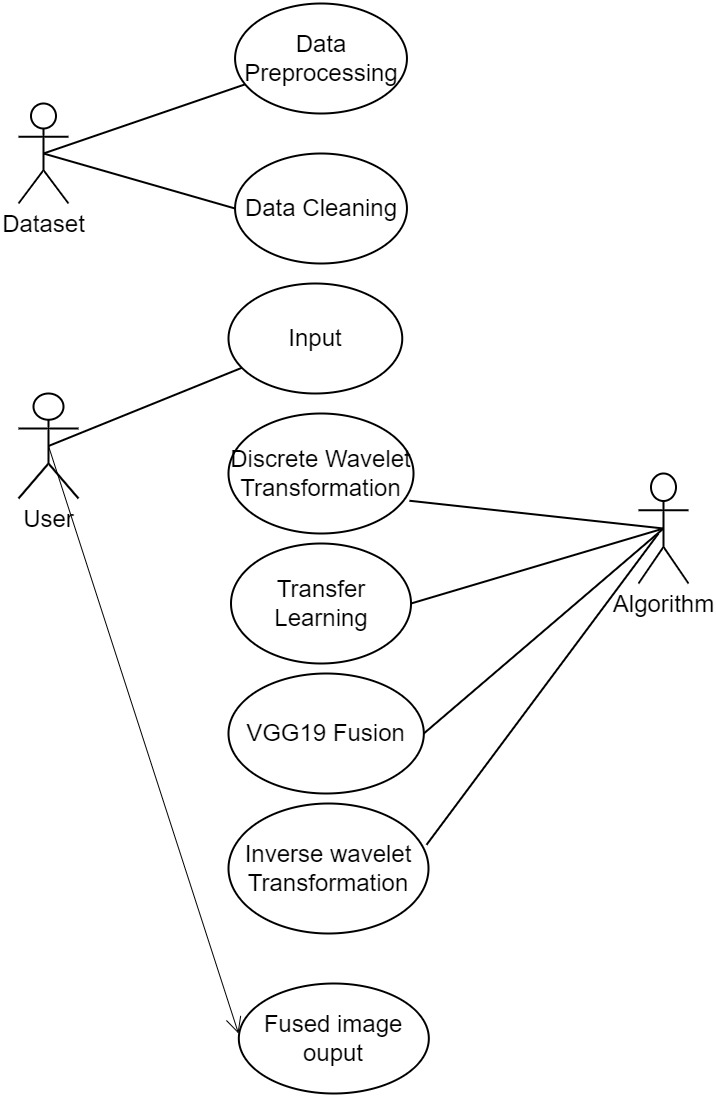 Data
Preprocessing
Dataset
Data Cleaning
Input
User
Discrete Wavelet
Transformation
Transfer
Learning
Algorithm
VGG19 Fusion
Inverse wavelet
Transformation
Fused image
ouput